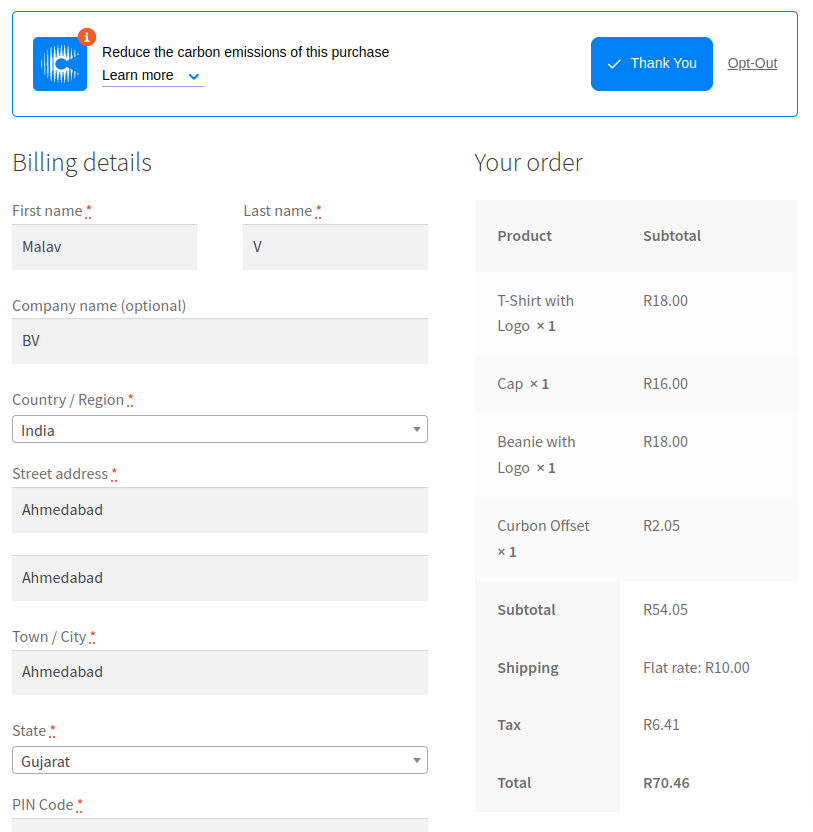 i
Reduce the carbon emissions of this purchase
Learn more
Thank You
Opt-Out
Billing details
First name *
Last name *
Malav
V
Company name (optional)
BV
Country / Region *
India
Street address *
Ahmedabad
Ahmedabad
Town / City *
Ahmedabad
State *
Gujarat
PIN Code *
Your order
Product Subtotal
T-Shirt with R18.00
Logo × 1
Cap × 1 R16.00
Beanie with R18.00
Logo × 1
Curbon Offset R2.05
× 1
Subtotal R54.05
Shipping Flat rate: R10.00
Tax R6.41
Total R70.46